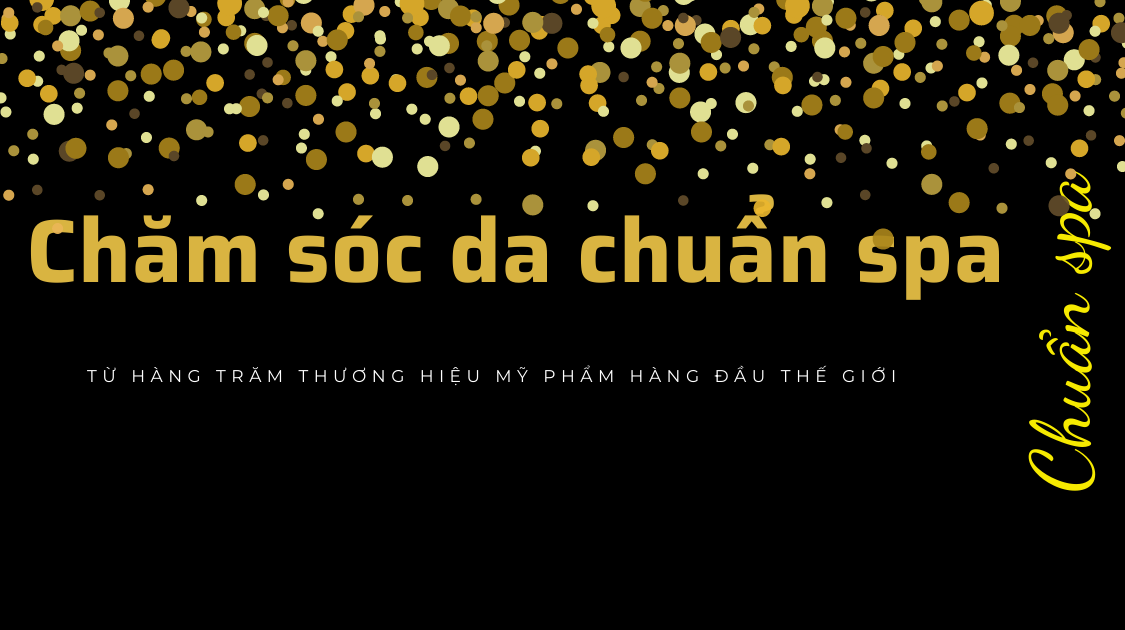 Chăm sóc da chuẩn spa
TỪ HÀNG TRĂM THƯƠNG HIỆU MỸ PHẨM HÀNG ĐẦU THẾ GIỚI
Chuẩn spa